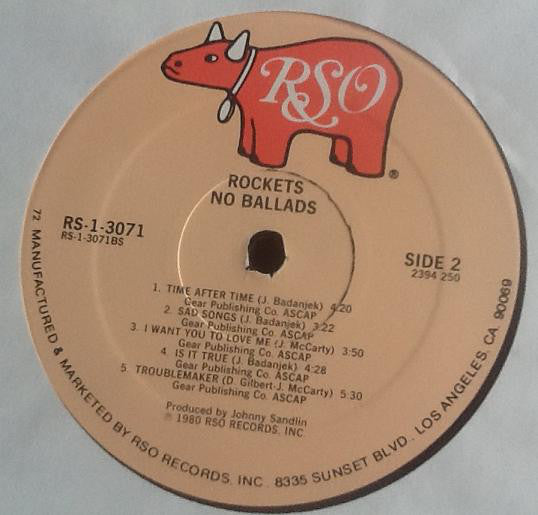 RSO
®
ROCKETS
NO BALLADS
RS-1-3071
RS-1-3071BS
SIDE 2
2394 250
1. TIME AFTER TIME (J. Badanjek) 4:20
Gear Publishing Co. ASCAP
2. SAD SONGS (J. Badanjek) 3:22
Gear Publishing Co. ASCAP
3. I WANT YOU TO LOVE ME (J. McCarty) 3:50
Gear Publishing Co. ASCAP
4. IS IT TRUE (J. Badanjek) 4:28
Gear Publishing Co. ASCAP
5. TROUBLEMAKER (D. Gilbert-J. McCarty) 5:30
Gear Publishing Co. ASCAP
Produced by Johnny Sandlin
℗ 1980 RSO RECORDS, INC.
72 MANUFACTURED & MARKETED BY RSO RECORDS, INC. 8335 SUNSET BLVD., LOS ANGELES, CA. 90069